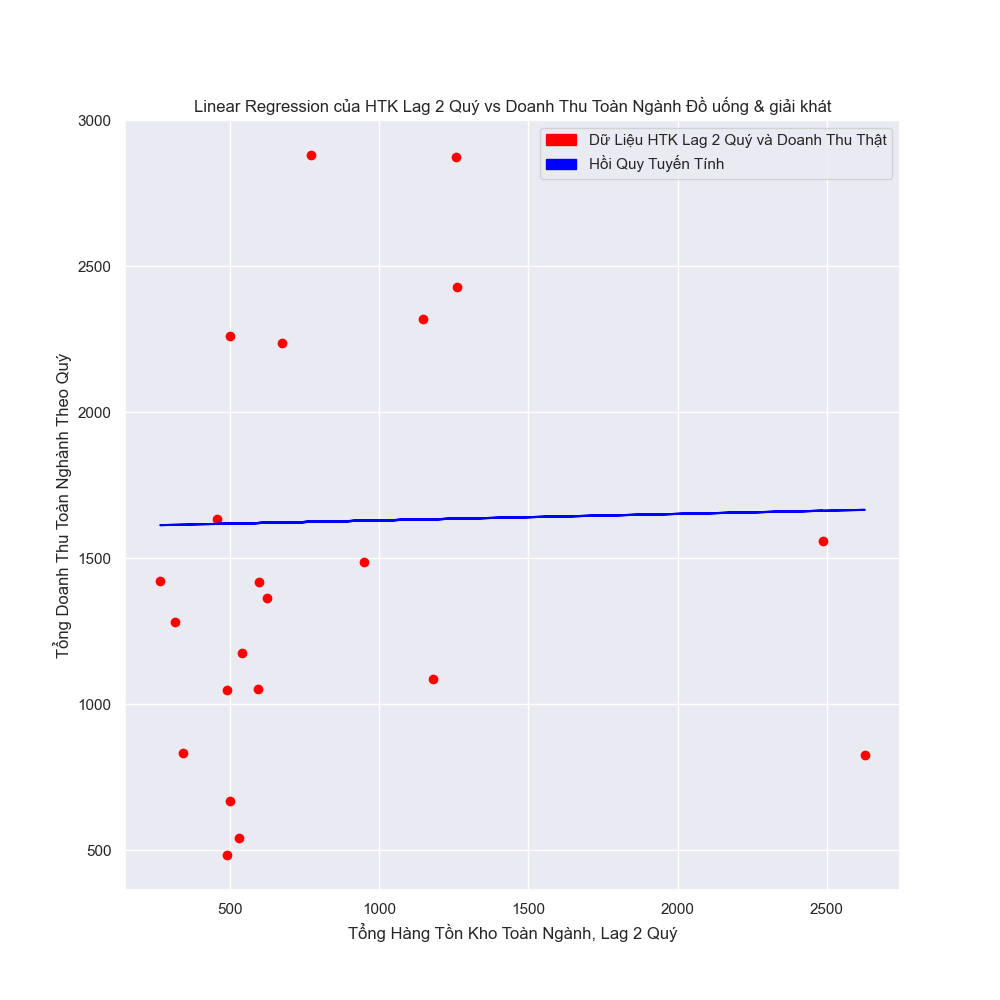 Linear Regression của HTK Lag 2 Quý vs Doanh Thu Toàn Ngành Đồ uống & giải khát
3000
2500
2000
1500
1000
500
Tổng Doanh Thu Toàn Nghành Theo Quý
Dữ Liệu HTK Lag 2 Quý và Doanh Thu Thật
Hồi Quy Tuyến Tính
500 1000 1500 2000 2500
Tổng Hàng Tồn Kho Toàn Ngành, Lag 2 Quý